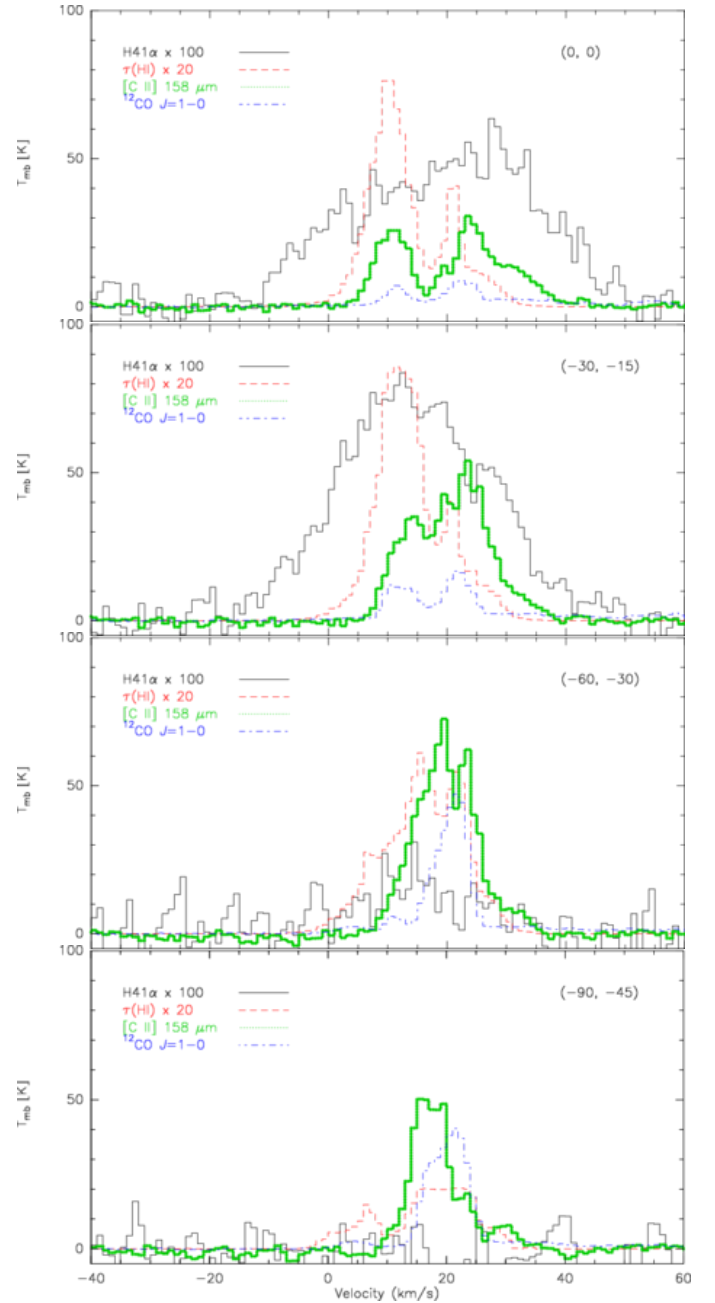 100
H41α x 100 (0, 0)
τ(HI) x 20
[C II] 158 μm
¹²CO J=1−0
T_mb [K]
50
0
100
H41α x 100 (−30, −15)
τ(HI) x 20
[C II] 158 μm
¹²CO J=1−0
T_mb [K]
50
0
100
H41α x 100 (−60, −30)
τ(HI) x 20
[C II] 158 μm
¹²CO J=1−0
T_mb [K]
50
0
100
H41α x 100 (−90, −45)
τ(HI) x 20
[C II] 158 μm
¹²CO J=1−0
T_mb [K]
50
0
−40 −20 0 20 40 60
Velocity (km/s)